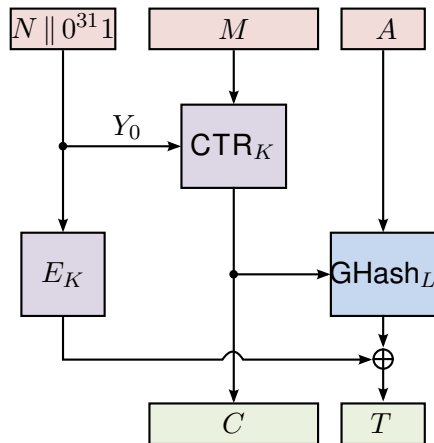 N ∥ 0³¹1 M A
Y₀
CTR_K
E_K
GHash_L
C T